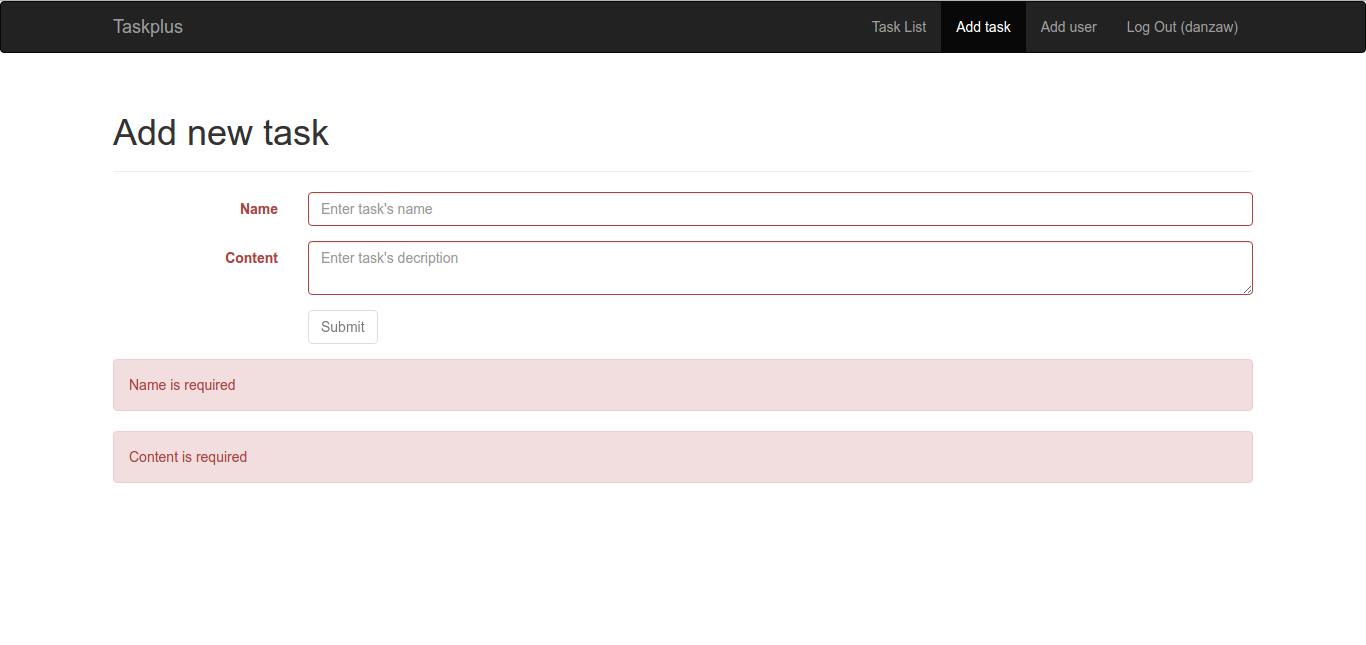 Taskplus Task List Add task Add user Log Out (danzaw)
Add new task
Name Enter task's name
Content Enter task's decription
Submit
Name is required
Content is required